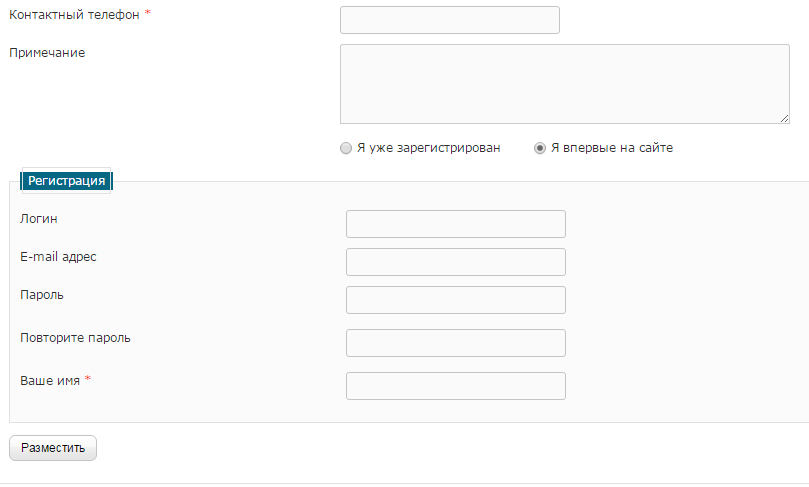 Контактный телефон *
Примечание
Я уже зарегистрирован Я впервые на сайте
Регистрация
Логин
E-mail адрес
Пароль
Повторите пароль
Ваше имя *
Разместить